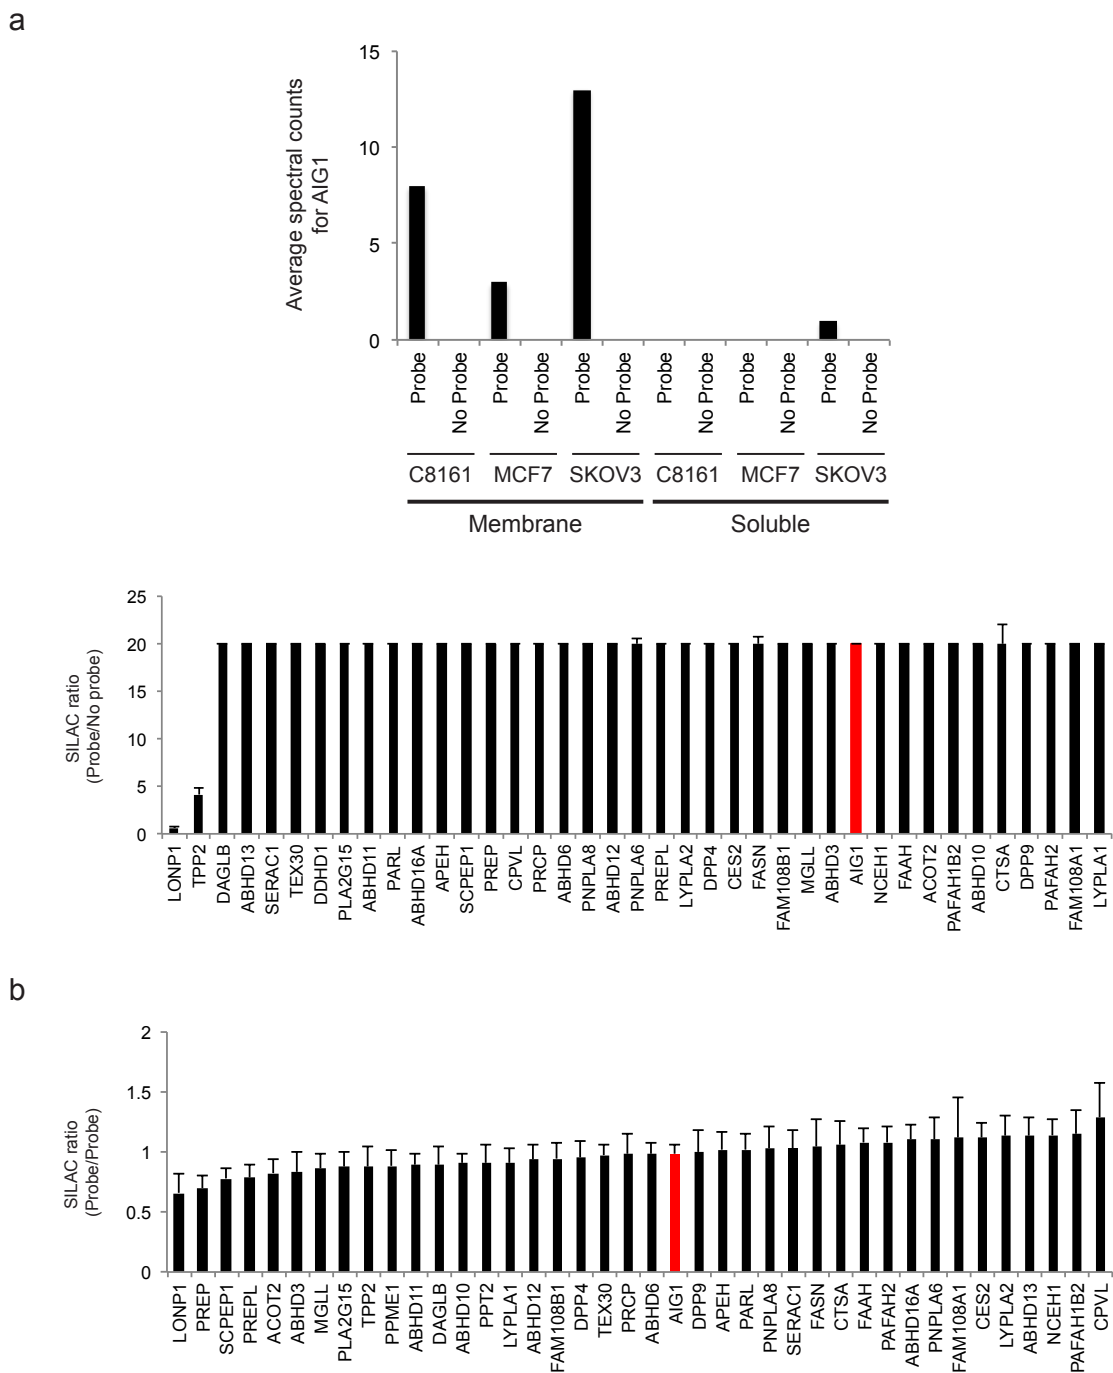 a
Average spectral counts
for AIG1
15
10
5
0
Probe
No Probe
Probe
No Probe
Probe
No Probe
Probe
No Probe
Probe
No Probe
Probe
No Probe
C8161 MCF7 SKOV3 C8161 MCF7 SKOV3
Membrane Soluble
SILAC ratio
(Probe/No probe)
25
20
15
10
5
0
LONP1
TPP2
DAGLB
ABHD13
SERAC1
TEX30
DDHD1
PLA2G15
ABHD11
PARL
ABHD16A
APEH
SCPEP1
PREP
CPVL
PRCP
ABHD6
PNPLA8
ABHD12
PNPLA6
PREPL
LYPLA2
DPP4
CES2
FASN
FAM108B1
MGLL
ABHD3
AIG1
NCEH1
FAAH
ACOT2
PAFAH1B2
ABHD10
CTSA
DPP9
PAFAH2
FAM108A1
LYPLA1
b
SILAC ratio
(Probe/Probe)
2
1.5
1
0.5
0
LONP1
PREP
SCPEP1
PREPL
ACOT2
ABHD3
MGLL
PLA2G15
TPP2
PPME1
ABHD11
DAGLB
ABHD10
PPT2
LYPLA1
ABHD12
FAM108B1
DPP4
TEX30
PRCP
ABHD6
AIG1
DPP9
APEH
PARL
PNPLA8
SERAC1
FASN
CTSA
FAAH
PAFAH2
ABHD16A
PNPLA6
FAM108A1
CES2
LYPLA2
ABHD13
NCEH1
PAFAH1B2
CPVL